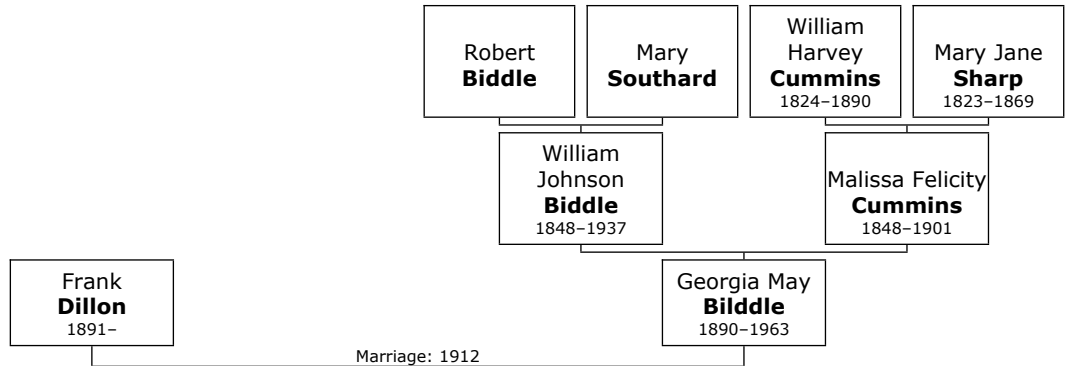 Robert
Biddle
Mary
Southard
William
Harvey
Cummins
1824–1890
Mary Jane
Sharp
1823–1869
William
Johnson
Biddle
1848–1937
Malissa Felicity
Cummins
1848–1901
Frank
Dillon
1891–
Georgia May
Bilddle
1890–1963
Marriage: 1912